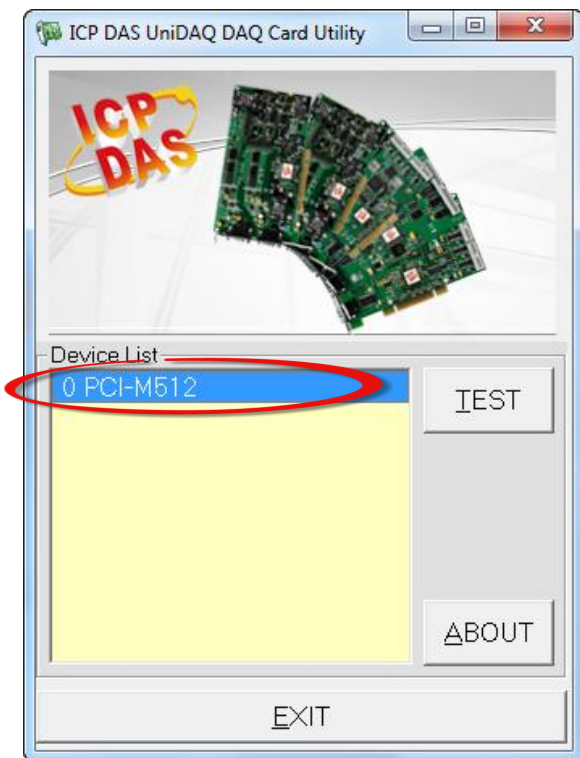 ICP DAS UniDAQ DAQ Card Utility
ICP
DAS
Device List
0 PCI-M512
TEST
ABOUT
EXIT